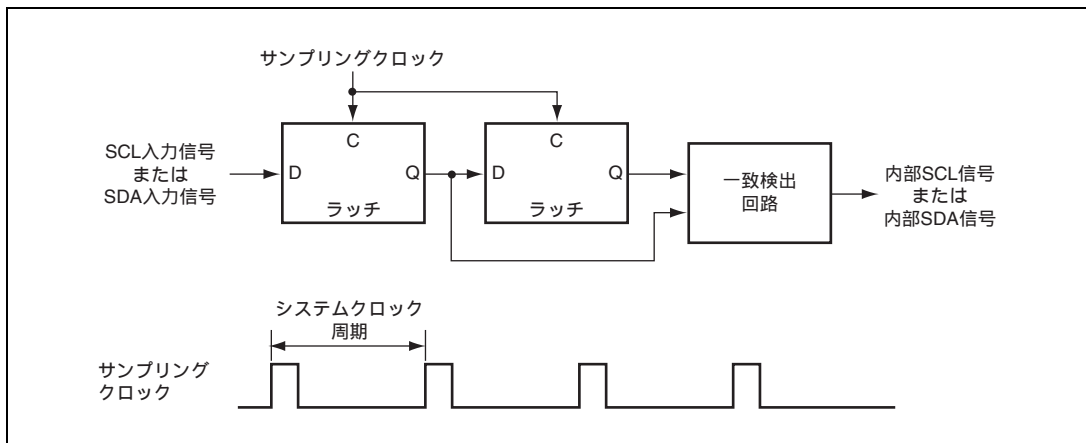 サンプリングクロック
SCL入力信号
または
SDA入力信号
D
C
Q
ラッチ
D
C
Q
ラッチ
一致検出
回路
内部SCL信号
または
内部SDA信号
システムクロック
周期
サンプリング
クロック